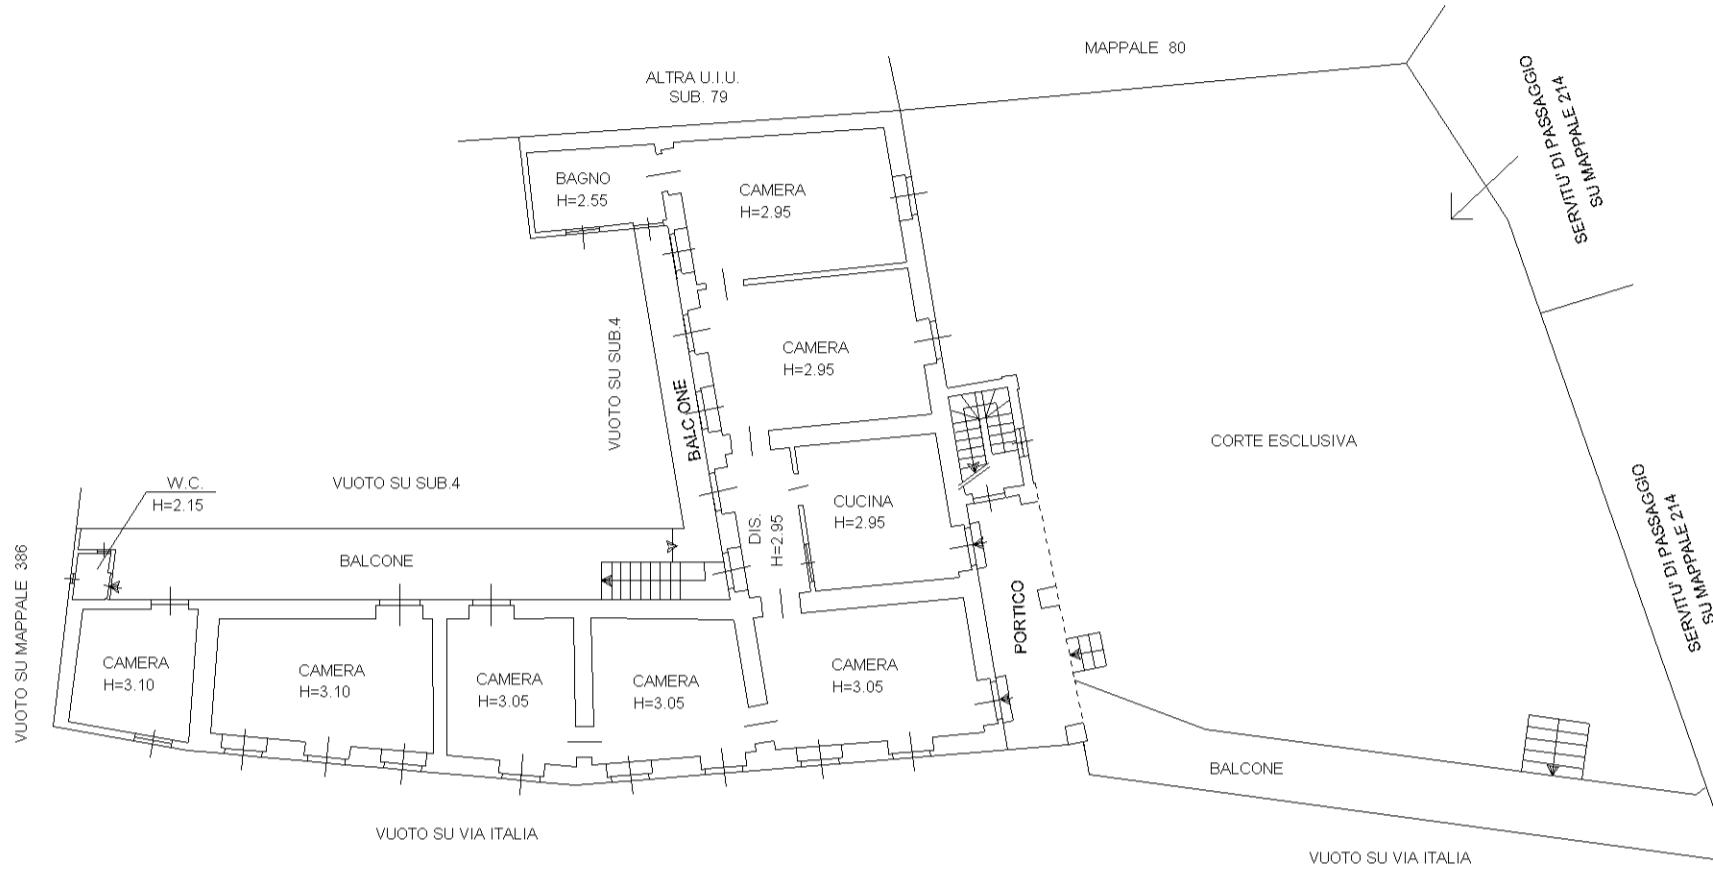 MAPPALE 80
ALTRA U.I.U.
SUB. 79
SERVITU' DI PASSAGGIO
SU MAPPALE 214
BAGNO
H=2.55
CAMERA
H=2.95
VUOTO SU SUB.4
CAMERA
H=2.95
BALCONE
CORTE ESCLUSIVA
W.C.
H=2.15
VUOTO SU SUB.4
CUCINA
H=2.95
DIS.
H=2.95
SERVITU' DI PASSAGGIO
SU MAPPALE 214
BALCONE
VUOTO SU MAPPALE 386
PORTICO
CAMERA
H=3.10
CAMERA
H=3.10
CAMERA
H=3.05
CAMERA
H=3.05
CAMERA
H=3.05
BALCONE
VUOTO SU VIA ITALIA
VUOTO SU VIA ITALIA